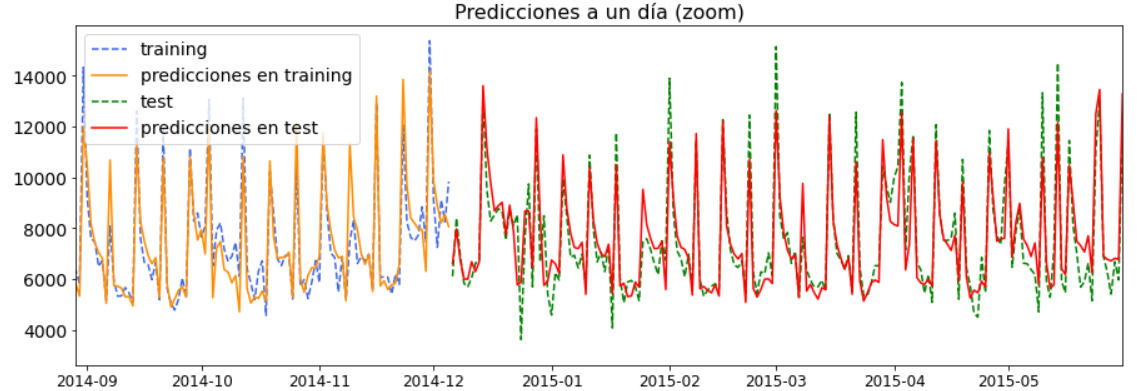 Predicciones a un día (zoom)
training
predicciones en training
test
predicciones en test
14000
12000
10000
8000
6000
4000
2014-09 2014-10 2014-11 2014-12 2015-01 2015-02 2015-03 2015-04 2015-05